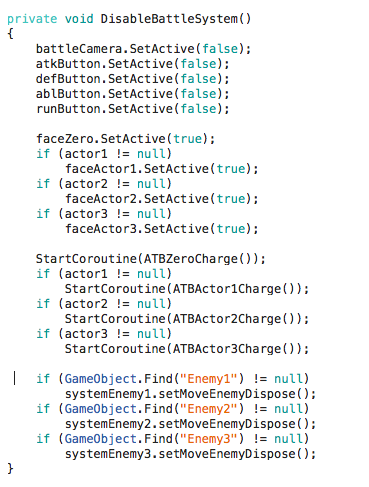 private void DisableBattleSystem()
{
    battleCamera.SetActive(false);
    atkButton.SetActive(false);
    defButton.SetActive(false);
    ablButton.SetActive(false);
    runButton.SetActive(false);

    faceZero.SetActive(true);
    if (actor1 != null)
        faceActor1.SetActive(true);
    if (actor2 != null)
        faceActor2.SetActive(true);
    if (actor3 != null)
        faceActor3.SetActive(true);

    StartCoroutine(ATBZeroCharge());
    if (actor1 != null)
        StartCoroutine(ATBActor1Charge());
    if (actor2 != null)
        StartCoroutine(ATBActor2Charge());
    if (actor3 != null)
        StartCoroutine(ATBActor3Charge());

    if (GameObject.Find("Enemy1") != null)
        systemEnemy1.setMoveEnemyDispose();
    if (GameObject.Find("Enemy2") != null)
        systemEnemy2.setMoveEnemyDispose();
    if (GameObject.Find("Enemy3") != null)
        systemEnemy3.setMoveEnemyDispose();
}